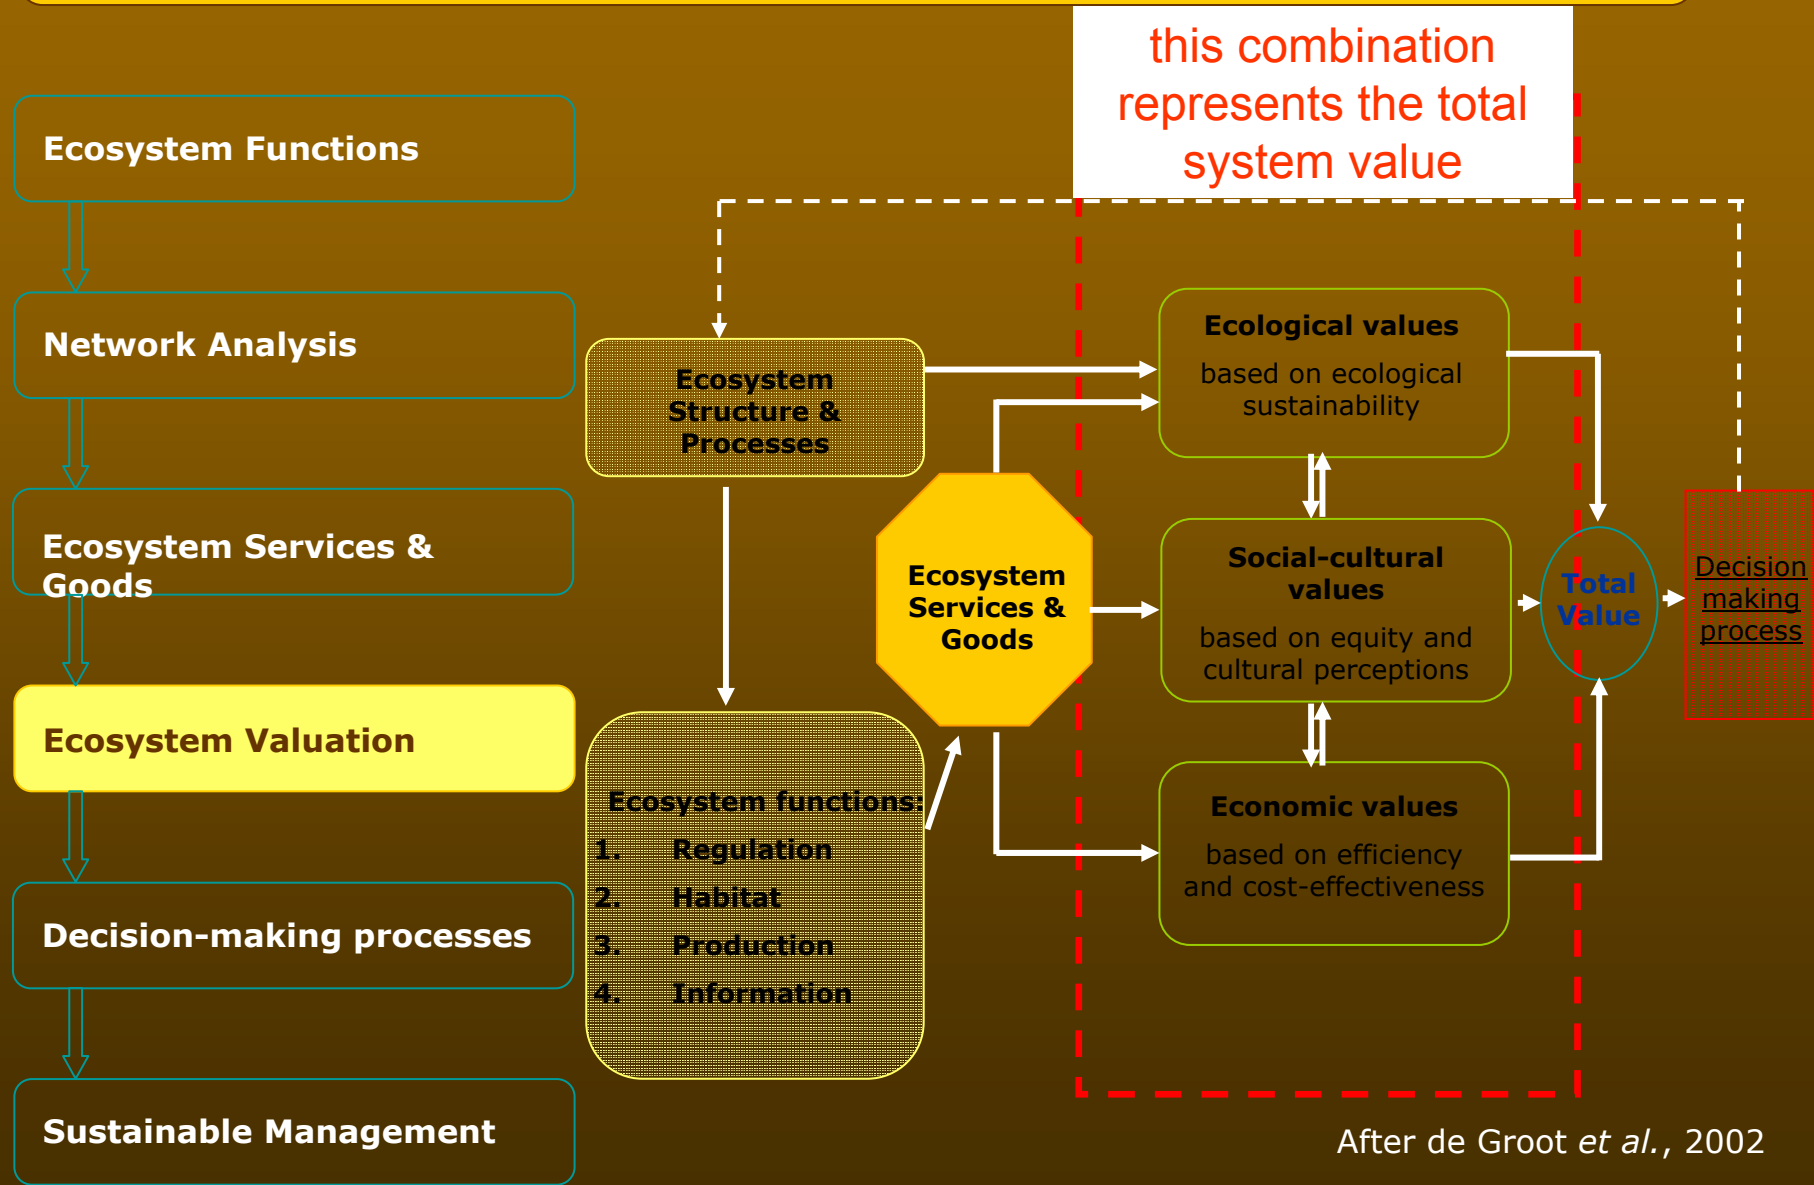 this combination
represents the total
system value
Ecosystem Functions
Network Analysis
Ecosystem Services &
Goods
Ecosystem Valuation
Decision-making processes
Sustainable Management
Ecosystem
Structure &
Processes
Ecosystem functions:
1. Regulation
2. Habitat
3. Production
4. Information
Ecosystem
Services &
Goods
Ecological values
based on ecological
sustainability
Social-cultural
values
based on equity and
cultural perceptions
Economic values
based on efficiency
and cost-effectiveness
Total
Value
Decision
making
process
After de Groot et al., 2002